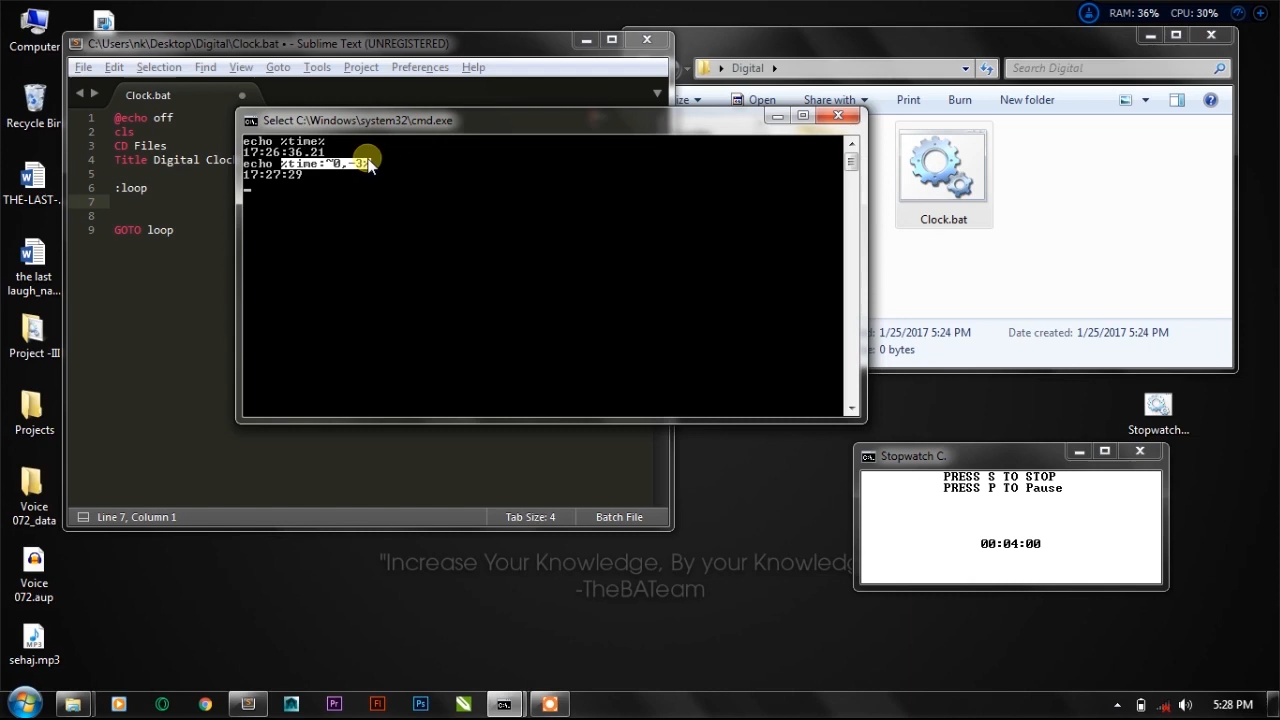 RAM: 36%
CPU: 30%
Computer
Recycle Bin
THE-LAST-...
the last
laugh_na...
Project -III
Projects
Voice
072_data
Voice
072.aup
sehaj.mp3
C:\Users\nk\Desktop\Digital\Clock.bat • - Sublime Text (UNREGISTERED)
File Edit Selection Find View Goto Tools Project Preferences Help
Clock.bat
1 @echo off
2 cls
3 CD Files
4 Title Digital Clock
5
6 :loop
7
8
9 GOTO loop
Line 7, Column 1
Tab Size: 4
Batch File
Select C:\Windows\system32\cmd.exe
echo %time%
17:26:36.21
echo %time:~0,-3%
17:27:29
Digital
Search Digital
Open Share with Print Burn New folder
Clock.bat
1/25/2017 5:24 PM
Date created: 1/25/2017 5:24 PM
0 bytes
Stopwatch...
Stopwatch C.
PRESS S TO STOP
PRESS P TO Pause
00:04:00
"Increase Your Knowledge, By your Knowledg
-TheBATeam
Pr
Fl
Ps
5:28 PM